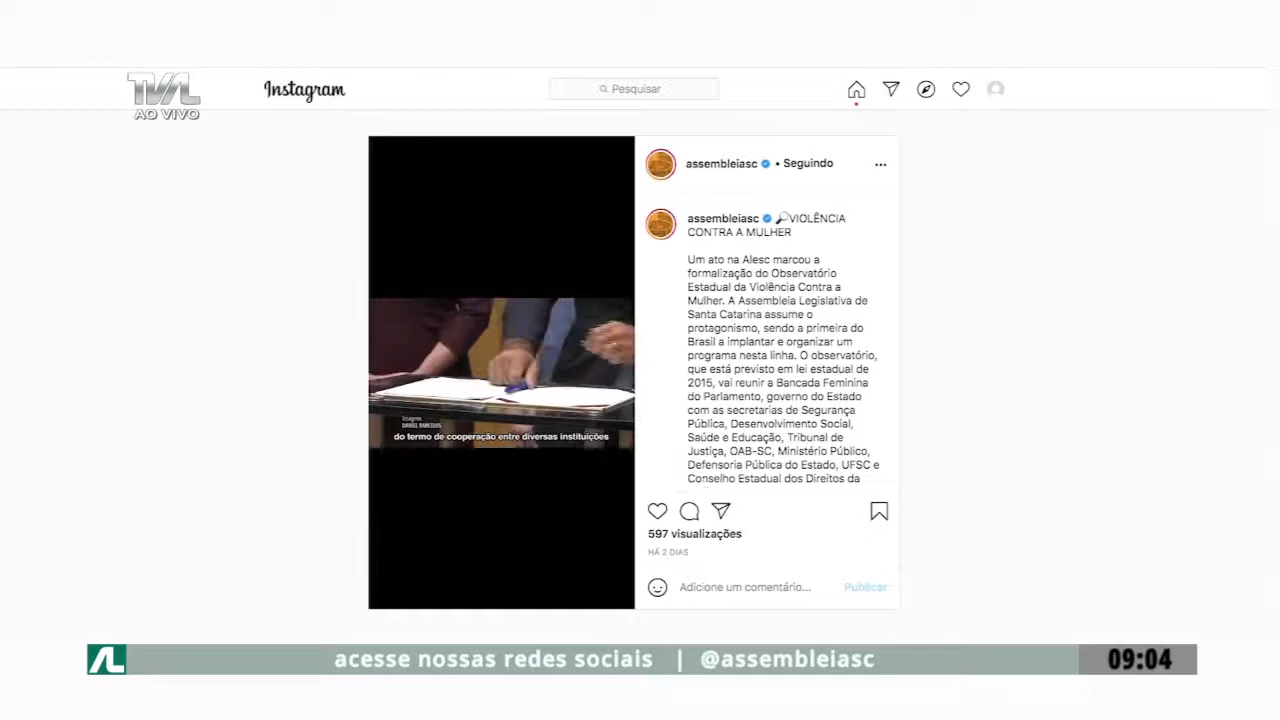 TVAL
AO VIVO
Instagram
Pesquisar
assembleiasc • Seguindo
assembleiasc 🔎VIOLÊNCIA
CONTRA A MULHER
Um ato na Alesc marcou a
formalização do Observatório
Estadual da Violência Contra a
Mulher. A Assembleia Legislativa de
Santa Catarina assume o
protagonismo, sendo a primeira do
Brasil a implantar e organizar um
programa nesta linha. O observatório,
que está previsto em lei estadual de
2015, vai reunir a Bancada Feminina
do Parlamento, governo do Estado
com as secretarias de Segurança
Pública, Desenvolvimento Social,
Saúde e Educação, Tribunal de
Justiça, OAB-SC, Ministério Público,
Defensoria Pública do Estado, UFSC e
Conselho Estadual dos Direitos da
Imagens
DANIEL BARCELOS
do termo de cooperação entre diversas instituições
597 visualizações
HÁ 2 DIAS
Adicione um comentário... Publicar
AL
acesse nossas redes sociais | @assembleiasc
09:04